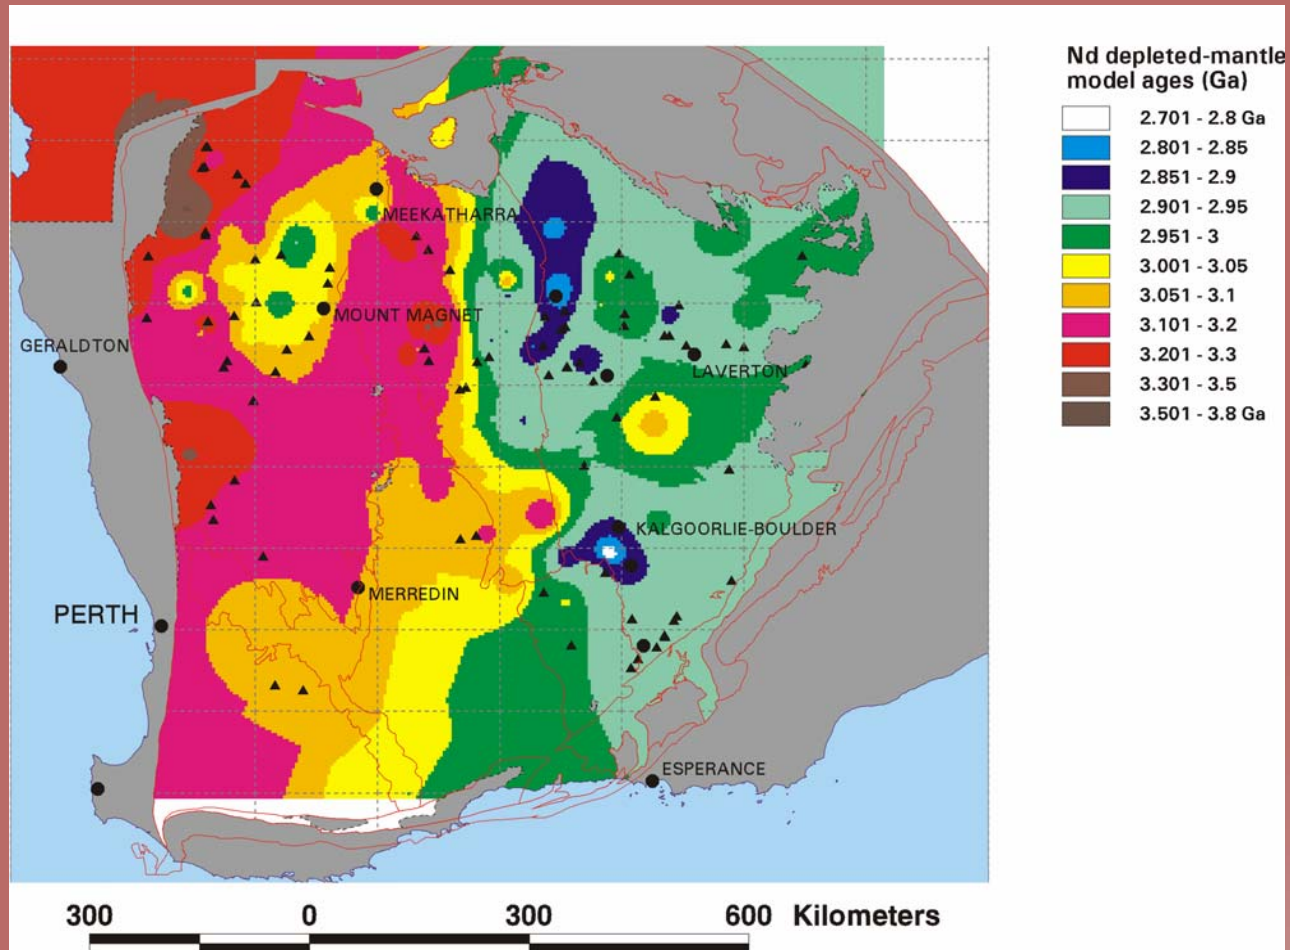 Nd depleted-mantle
model ages (Ga)
2.701 - 2.8 Ga
2.801 - 2.85
2.851 - 2.9
2.901 - 2.95
2.951 - 3
3.001 - 3.05
3.051 - 3.1
3.101 - 3.2
3.201 - 3.3
3.301 - 3.5
3.501 - 3.8 Ga
MEEKATHARRA
MOUNT MAGNET
GERALDTON
LAVERTON
KALGOORLIE-BOULDER
MERREDIN
PERTH
ESPERANCE
300 0 300 600 Kilometers